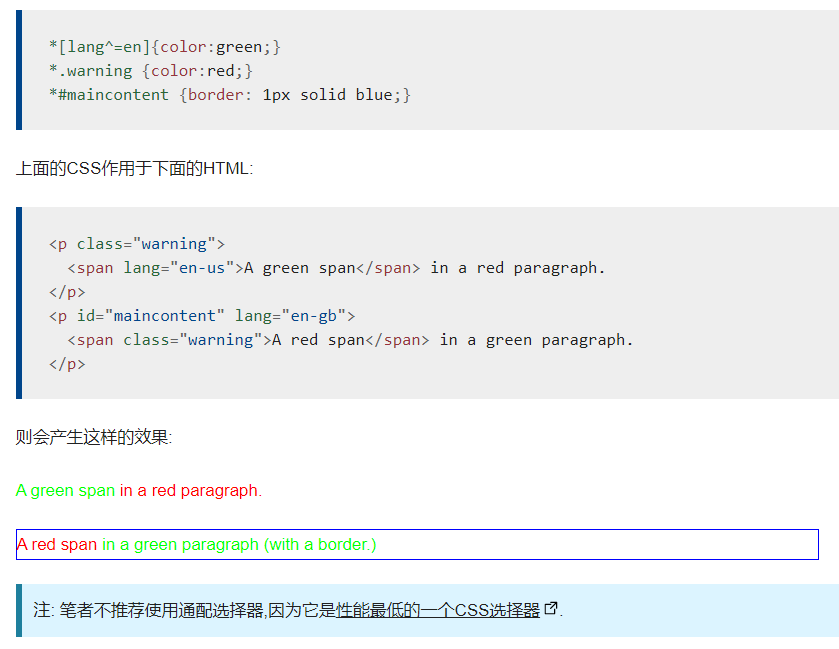 *[lang^=en]{color:green;}
*.warning {color:red;}
*#maincontent {border: 1px solid blue;}
上面的CSS作用于下面的HTML:
<p class="warning">
  <span lang="en-us">A green span</span> in a red paragraph.
</p>
<p id="maincontent" lang="en-gb">
  <span class="warning">A red span</span> in a green paragraph.
</p>
则会产生这样的效果:
A green span in a red paragraph.
A red span in a green paragraph (with a border.)
注: 笔者不推荐使用通配选择器,因为它是性能最低的一个CSS选择器.